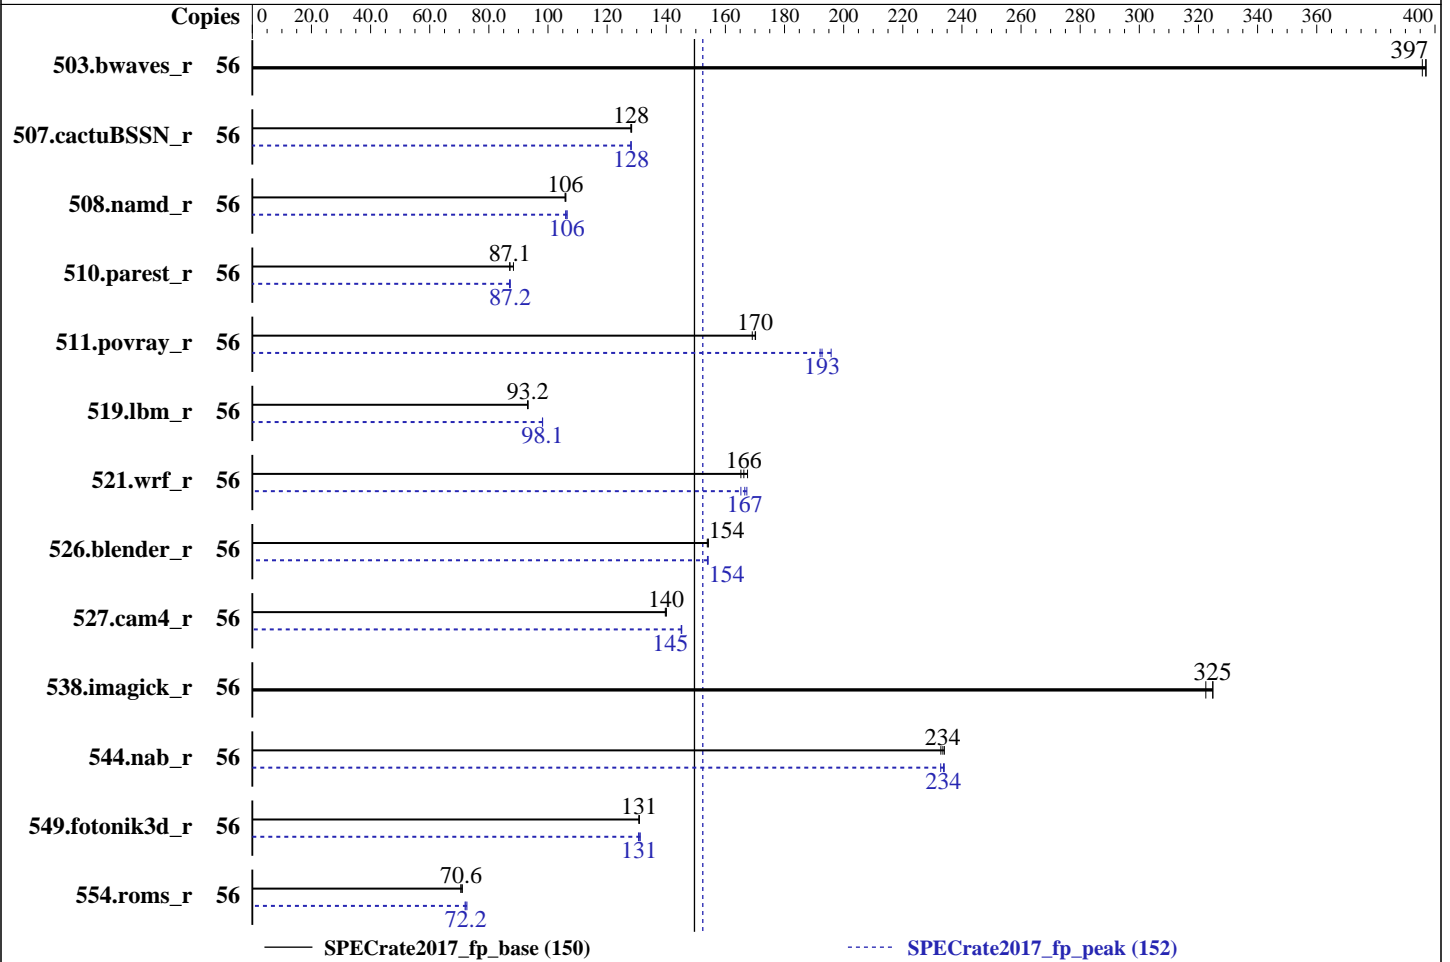 Copies 0 20.0 40.0 60.0 80.0 100 120 140 160 180 200 220 240 260 280 300 320 340 360 400
503.bwaves_r 56 397
507.cactuBSSN_r 56 128
128
508.namd_r 56 106
106
510.parest_r 56 87.1
87.2
511.povray_r 56 170
193
519.lbm_r 56 93.2
98.1
521.wrf_r 56 166
167
526.blender_r 56 154
154
527.cam4_r 56 140
145
538.imagick_r 56 325
544.nab_r 56 234
234
549.fotonik3d_r 56 131
131
554.roms_r 56 70.6
72.2
SPECrate2017_fp_base (150) SPECrate2017_fp_peak (152)